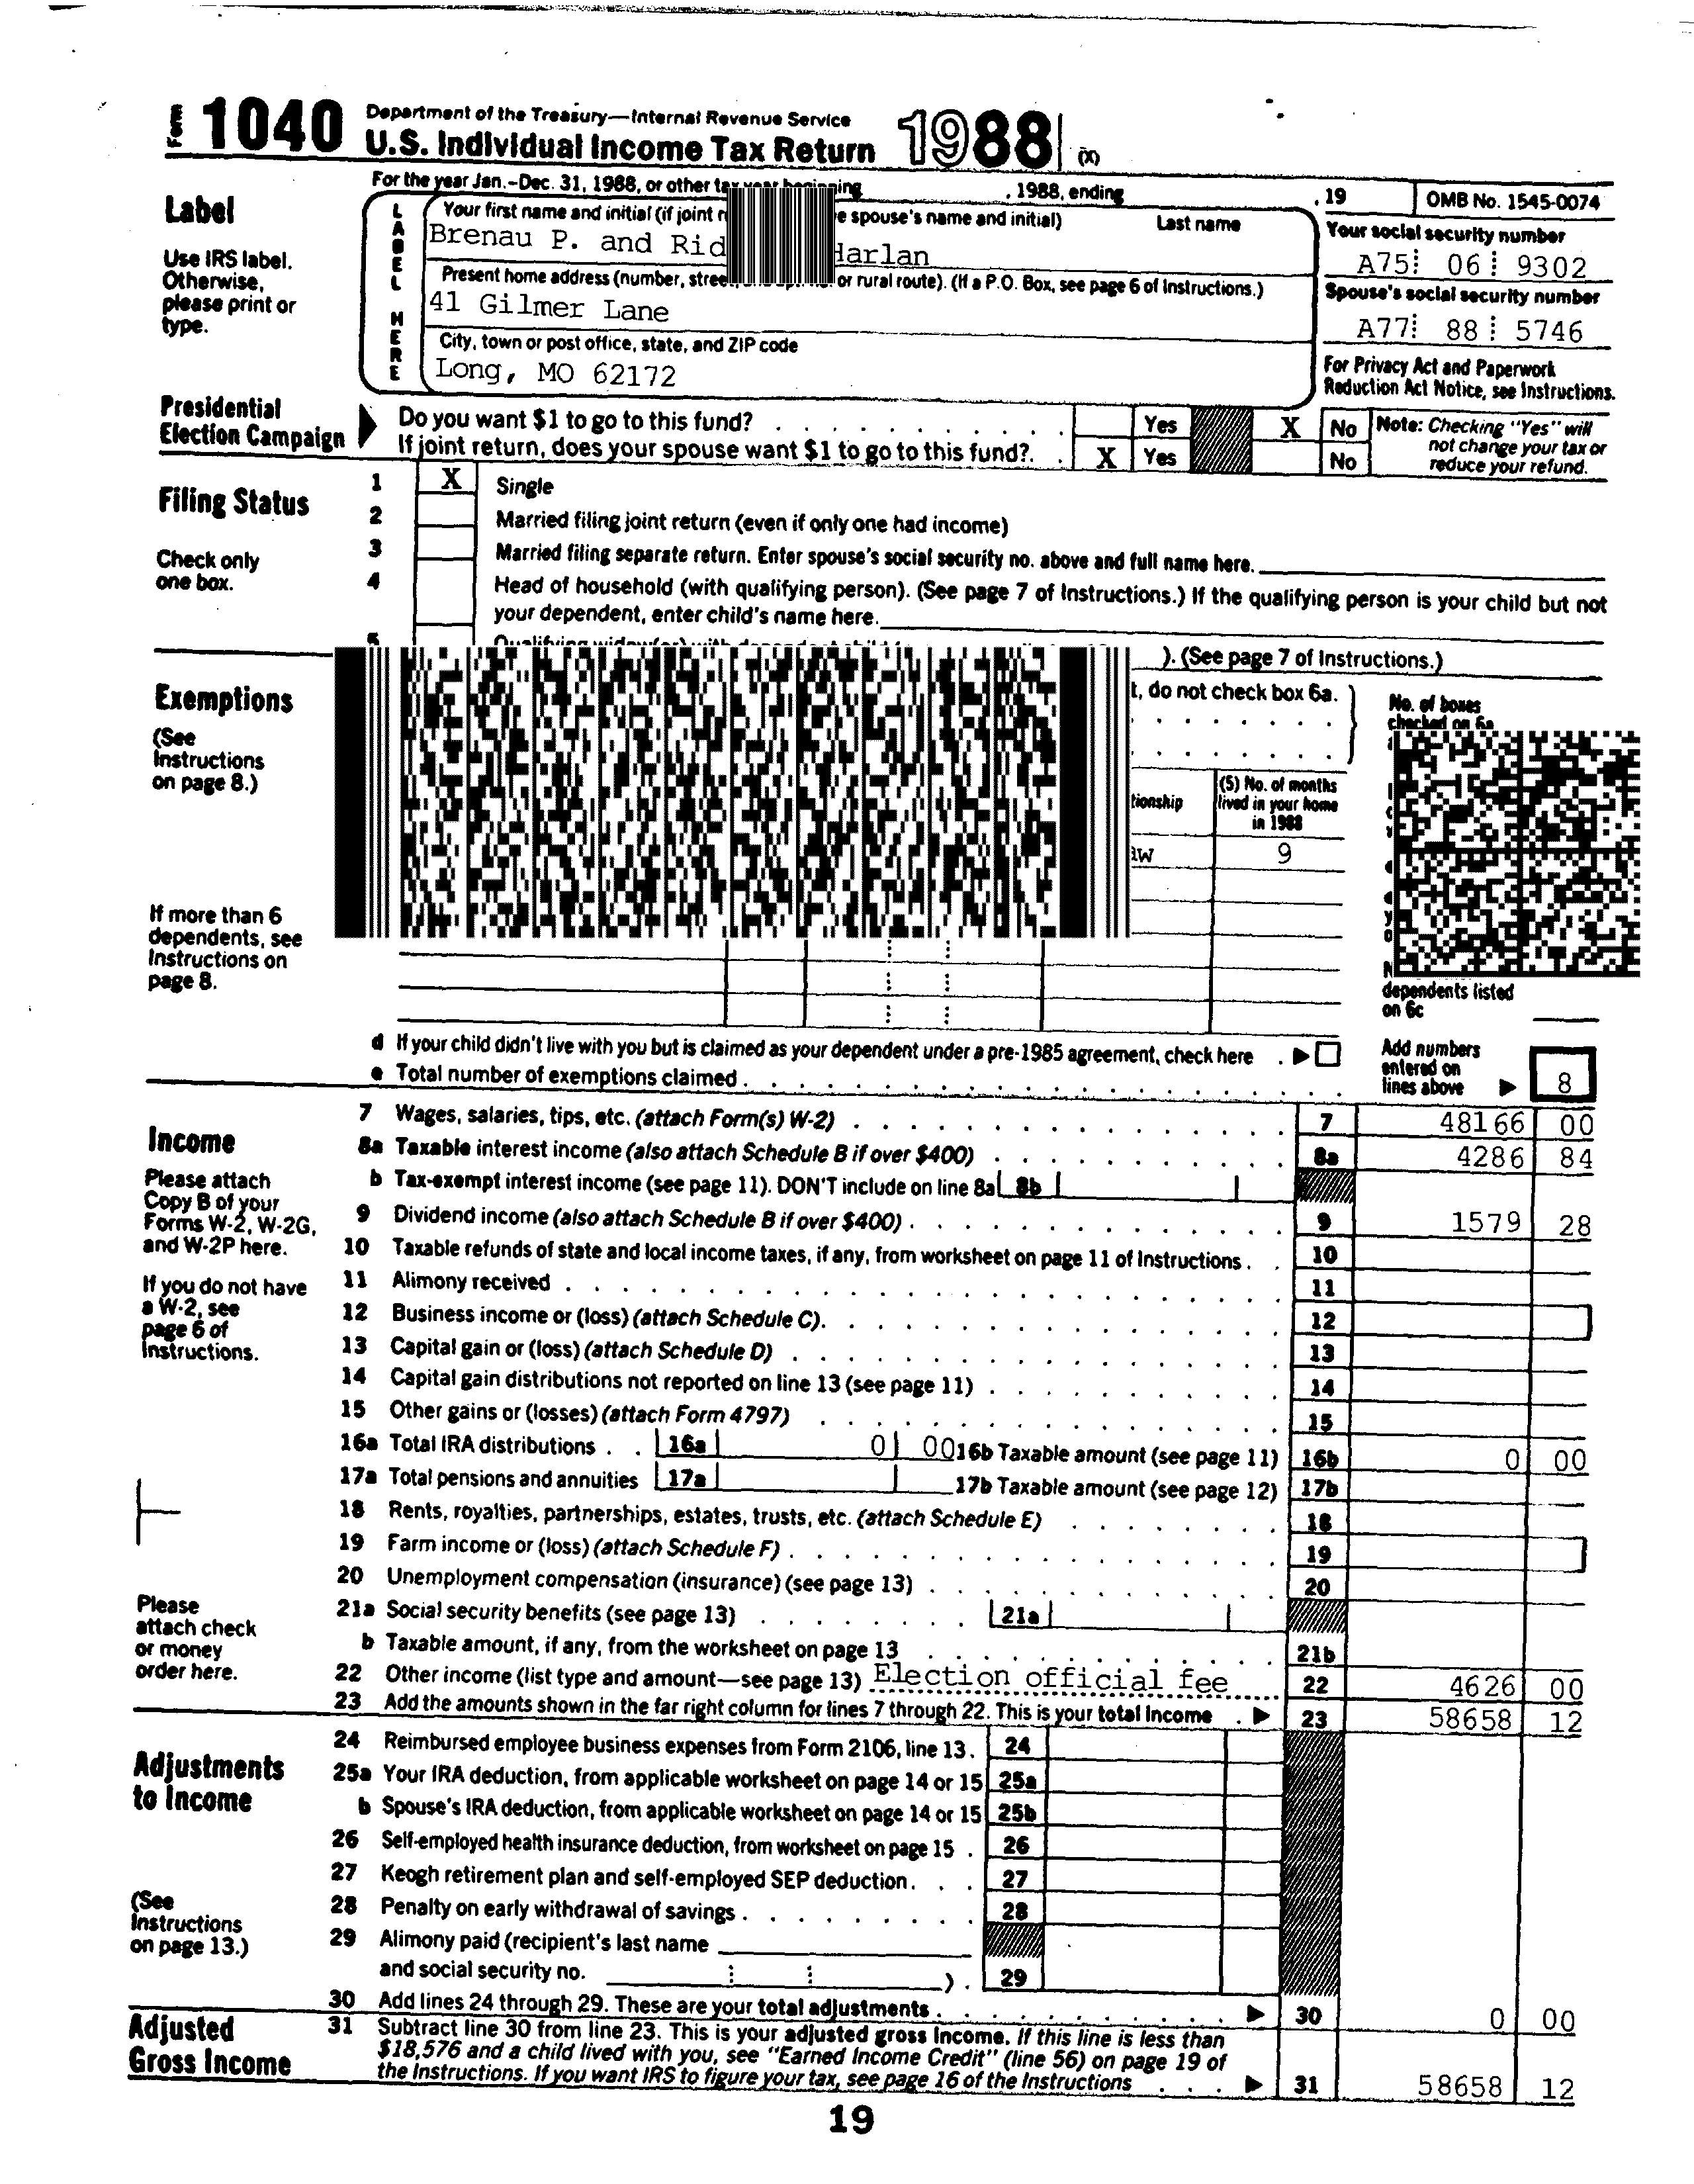 Form 1040 Department of the Treasury—Internal Revenue Service
U.S. Individual Income Tax Return 1988 (X)
For the year Jan.-Dec. 31, 1988, or other tax year beginning , 1988, ending , 19 OMB No. 1545-0074
Label
Use IRS label.
Otherwise,
please print or
type.
LABEL HERE
Your first name and initial (if joint e spouse's name and initial) Last name
Brenau P. and Rid Harlan
Present home address (number, street or rural route). (If a P.O. Box, see page 6 of Instructions.)
41 Gilmer Lane
City, town or post office, state, and ZIP code
Long, MO 62172
Your social security number
A75 06 9302
Spouse's social security number
A77 88 5746
For Privacy Act and Paperwork
Reduction Act Notice, see Instructions.
Presidential
Election Campaign
Do you want $1 to go to this fund? Yes X No
If joint return, does your spouse want $1 to go to this fund? X Yes No
Note: Checking "Yes" will
not change your tax or
reduce your refund.
Filing Status
Check only
one box.
1 X Single
2 Married filing joint return (even if only one had income)
3 Married filing separate return. Enter spouse's social security no. above and full name here.
4 Head of household (with qualifying person). (See page 7 of Instructions.) If the qualifying person is your child but not
your dependent, enter child's name here.
5 ). (See page 7 of Instructions.)
Exemptions
(See
Instructions
on page 8.)
t, do not check box 6a.
No. of boxes
checked on 6a
tionship
(5) No. of months
lived in your home
in 1988
aw 9
If more than 6
dependents, see
Instructions on
page 8.
dependents listed
on 6c
d If your child didn't live with you but is claimed as your dependent under a pre-1985 agreement, check here
e Total number of exemptions claimed
Add numbers
entered on
lines above 8
Income
Please attach
Copy B of your
Forms W-2, W-2G,
and W-2P here.
If you do not have
a W-2, see
page 6 of
Instructions.
Please
attach check
or money
order here.
7 Wages, salaries, tips, etc. (attach Form(s) W-2) 7 48166 00
8a Taxable interest income (also attach Schedule B if over $400) 8a 4286 84
b Tax-exempt interest income (see page 11). DON'T include on line 8a 8b
9 Dividend income (also attach Schedule B if over $400) 9 1579 28
10 Taxable refunds of state and local income taxes, if any, from worksheet on page 11 of Instructions. 10
11 Alimony received 11
12 Business income or (loss) (attach Schedule C). 12
13 Capital gain or (loss) (attach Schedule D) 13
14 Capital gain distributions not reported on line 13 (see page 11) 14
15 Other gains or (losses) (attach Form 4797) 15
16a Total IRA distributions 16a 0 00 16b Taxable amount (see page 11) 16b 0 00
17a Total pensions and annuities 17a 17b Taxable amount (see page 12) 17b
18 Rents, royalties, partnerships, estates, trusts, etc. (attach Schedule E) 18
19 Farm income or (loss) (attach Schedule F) 19
20 Unemployment compensation (insurance) (see page 13) 20
21a Social security benefits (see page 13) 21a
b Taxable amount, if any, from the worksheet on page 13 21b
22 Other income (list type and amount—see page 13) Election official fee 22 4626 00
23 Add the amounts shown in the far right column for lines 7 through 22. This is your total income 23 58658 12
Adjustments
to Income
(See
Instructions
on page 13.)
24 Reimbursed employee business expenses from Form 2106, line 13. 24
25a Your IRA deduction, from applicable worksheet on page 14 or 15 25a
b Spouse's IRA deduction, from applicable worksheet on page 14 or 15 25b
26 Self-employed health insurance deduction, from worksheet on page 15 26
27 Keogh retirement plan and self-employed SEP deduction 27
28 Penalty on early withdrawal of savings 28
29 Alimony paid (recipient's last name
and social security no. ) 29
30 Add lines 24 through 29. These are your total adjustments 30 0 00
Adjusted
Gross Income
31 Subtract line 30 from line 23. This is your adjusted gross income. If this line is less than
$18,576 and a child lived with you, see "Earned Income Credit" (line 56) on page 19 of
the Instructions. If you want IRS to figure your tax, see page 16 of the Instructions 31 58658 12
19